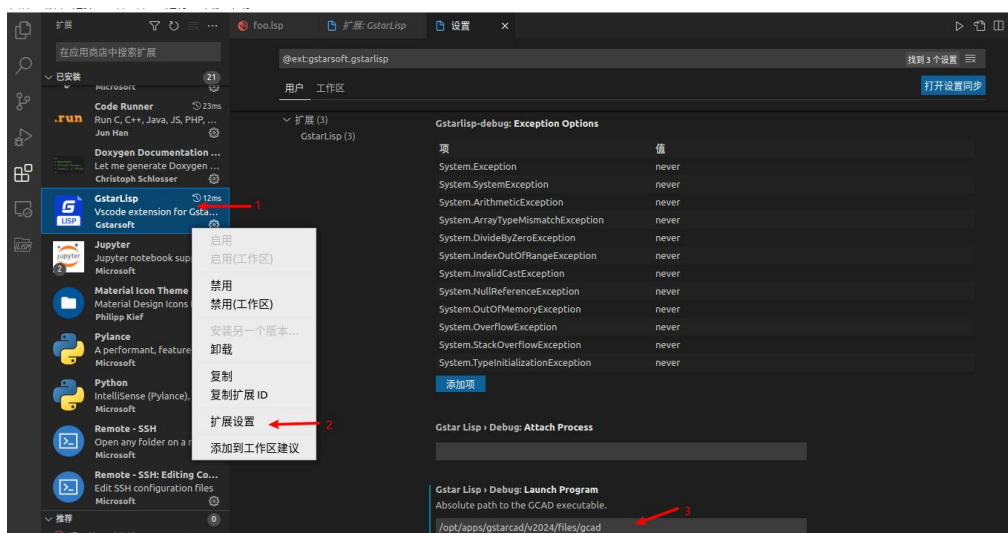 扩展
foo.lsp
扩展: GstarLisp
设置
在应用商店中搜索扩展
@ext:gstarsoft.gstarlisp
找到 3 个设置
已安装
21
Microsoft
用户 工作区
打开设置同步
Code Runner 23ms
.run
Run C, C++, Java, JS, PHP, ...
Jun Han
Doxygen Documentation ...
Let me generate Doxygen ...
Christoph Schlosser
GstarLisp 12ms
G
LISP
Vscode extension for Gsta...
Gstarsoft
Jupyter
jupyter
Jupyter notebook sup
Microsoft
2
Material Icon Theme
Material Design Icons
Philipp Kief
Pylance
A performant, feature
Microsoft
Python
IntelliSense (Pylance),
Microsoft
Remote - SSH
Open any folder on a r
Microsoft
Remote - SSH: Editing Co...
Edit SSH configuration files
Microsoft
推荐
0
1
启用
启用(工作区)
禁用
禁用(工作区)
安装另一个版本...
卸载
复制
复制扩展 ID
扩展设置
2
添加到工作区建议
扩展 (3)
GstarLisp (3)
Gstarlisp-debug: Exception Options
项 值
System.Exception never
System.SystemException never
System.ArithmeticException never
System.ArrayTypeMismatchException never
System.DivideByZeroException never
System.IndexOutOfRangeException never
System.InvalidCastException never
System.NullReferenceException never
System.OutOfMemoryException never
System.OverflowException never
System.StackOverflowException never
System.TypeInitializationException never
添加项
Gstar Lisp › Debug: Attach Process
Gstar Lisp › Debug: Launch Program
Absolute path to the GCAD executable.
3
/opt/apps/gstarcad/v2024/files/gcad